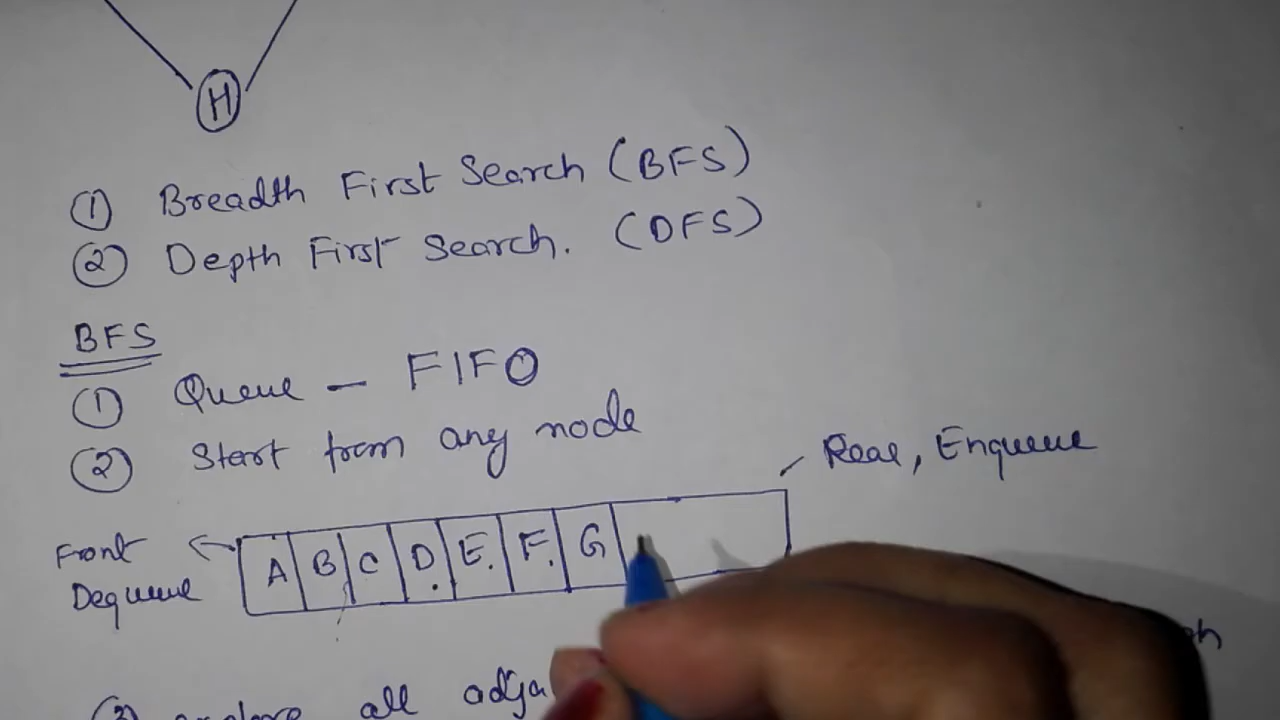 H
① Breadth First Search (BFS)
② Depth First Search. (DFS)
BFS
① Queue - FIFO
② Start from any node
Rear, Enqueue
Front
Dequeue
A B C D. E. F. G
③ explore all adja